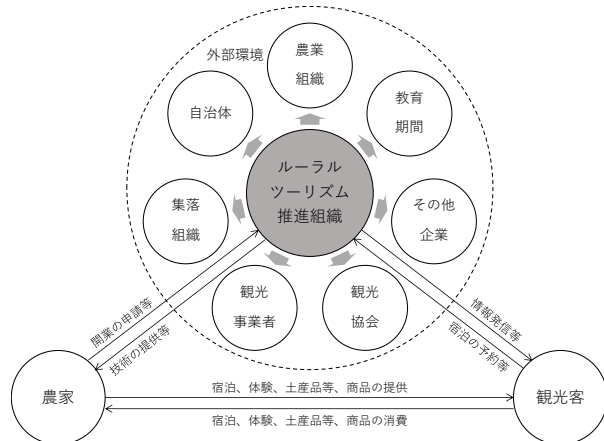 外部環境
農業
組織
自治体
教育
期間
ルーラル
ツーリズム
推進組織
集落
組織
その他
企業
観光
事業者
観光
協会
開業の申請等
技術の提供等
情報発信等
宿泊の予約等
農家
宿泊、体験、土産品等、商品の提供
宿泊、体験、土産品等、商品の消費
観光客